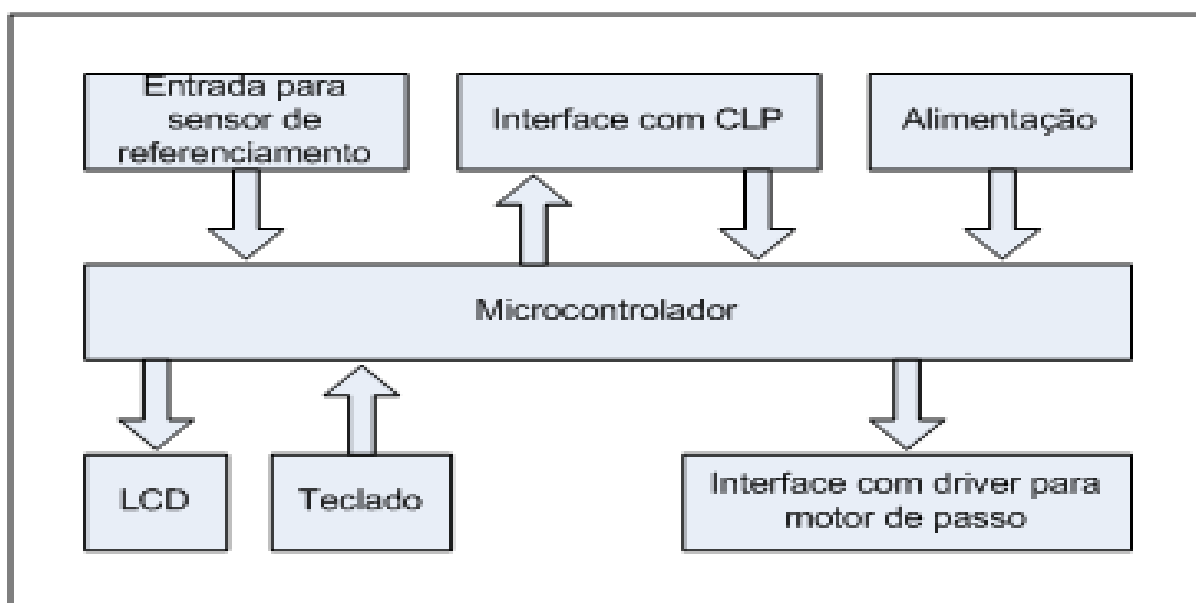 Entrada para
sensor de
referenciamento
Interface com CLP
Alimentação
Microcontrolador
LCD
Teclado
Interface com driver para
motor de passo